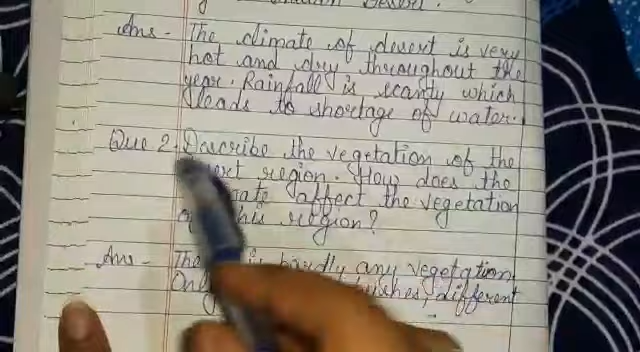 Desert.
Ans - The climate of desert is very
hot and dry throughout the
year. Rainfall is scanty which
leads to shortage of water.
Que 2. Describe the vegetation of the
region. How does the
affect the vegetation
region?
Ans - is hardly any vegetation
different